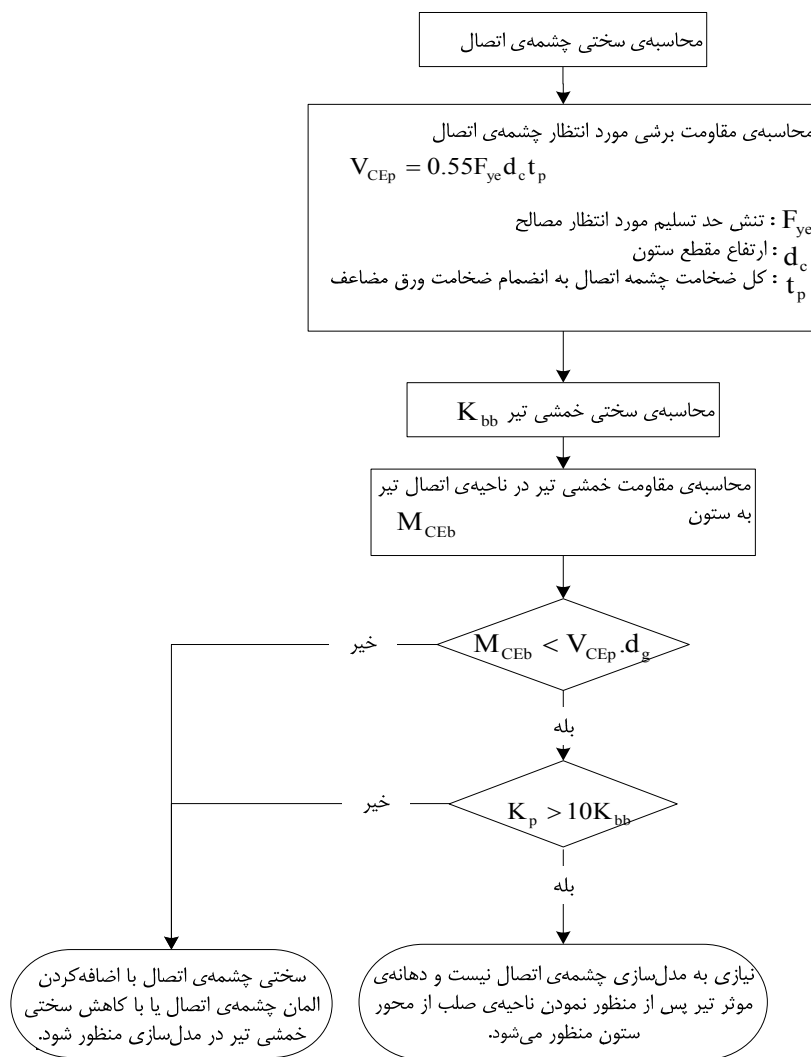 محاسبه‌ی سختی چشمه‌ی اتصال
محاسبه‌ی مقاومت برشی مورد انتظار چشمه‌ی اتصال
V_CEp = 0.55F_ye d_c t_p
F_ye : تنش حد تسلیم مورد انتظار مصالح
d_c : ارتفاع مقطع ستون
t_p : کل ضخامت چشمه اتصال به انضمام ضخامت ورق مضاعف
محاسبه‌ی سختی خمشی تیر K_bb
محاسبه‌ی مقاومت خمشی تیر در ناحیه‌ی اتصال تیر
به ستون M_CEb
M_CEb < V_CEp.d_g
خیر
بله
K_p > 10K_bb
خیر
بله
نیازی به مدل‌سازی چشمه‌ی اتصال نیست و دهانه‌ی
موثر تیر پس از منظور نمودن ناحیه‌ی صلب از محور
ستون منظور می‌شود.
سختی چشمه‌ی اتصال با اضافه‌کردن
المان چشمه‌ی اتصال یا با کاهش سختی
خمشی تیر در مدل‌سازی منظور شود.